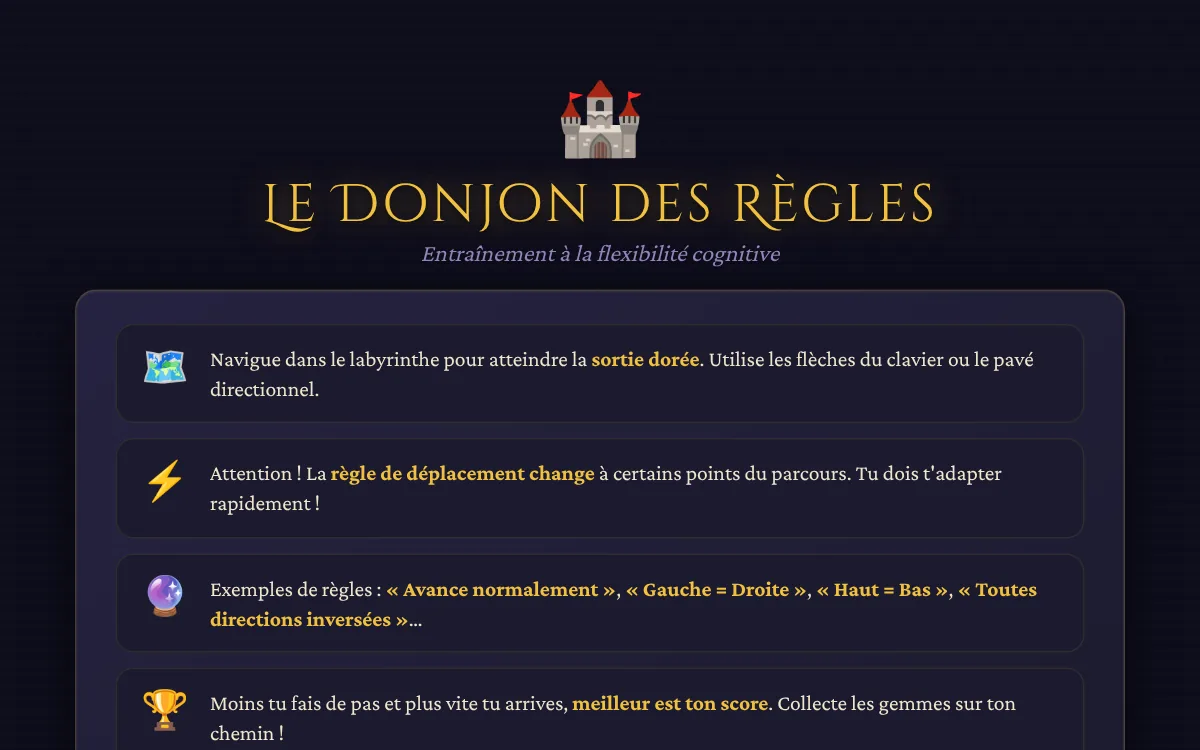 Le Donjon des Règles
Entraînement à la flexibilité cognitive
Navigue dans le labyrinthe pour atteindre la sortie dorée. Utilise les flèches du clavier ou le pavé
directionnel.
Attention ! La règle de déplacement change à certains points du parcours. Tu dois t'adapter
rapidement !
Exemples de règles : « Avance normalement », « Gauche = Droite », « Haut = Bas », « Toutes
directions inversées »...
Moins tu fais de pas et plus vite tu arrives, meilleur est ton score. Collecte les gemmes sur ton
chemin !